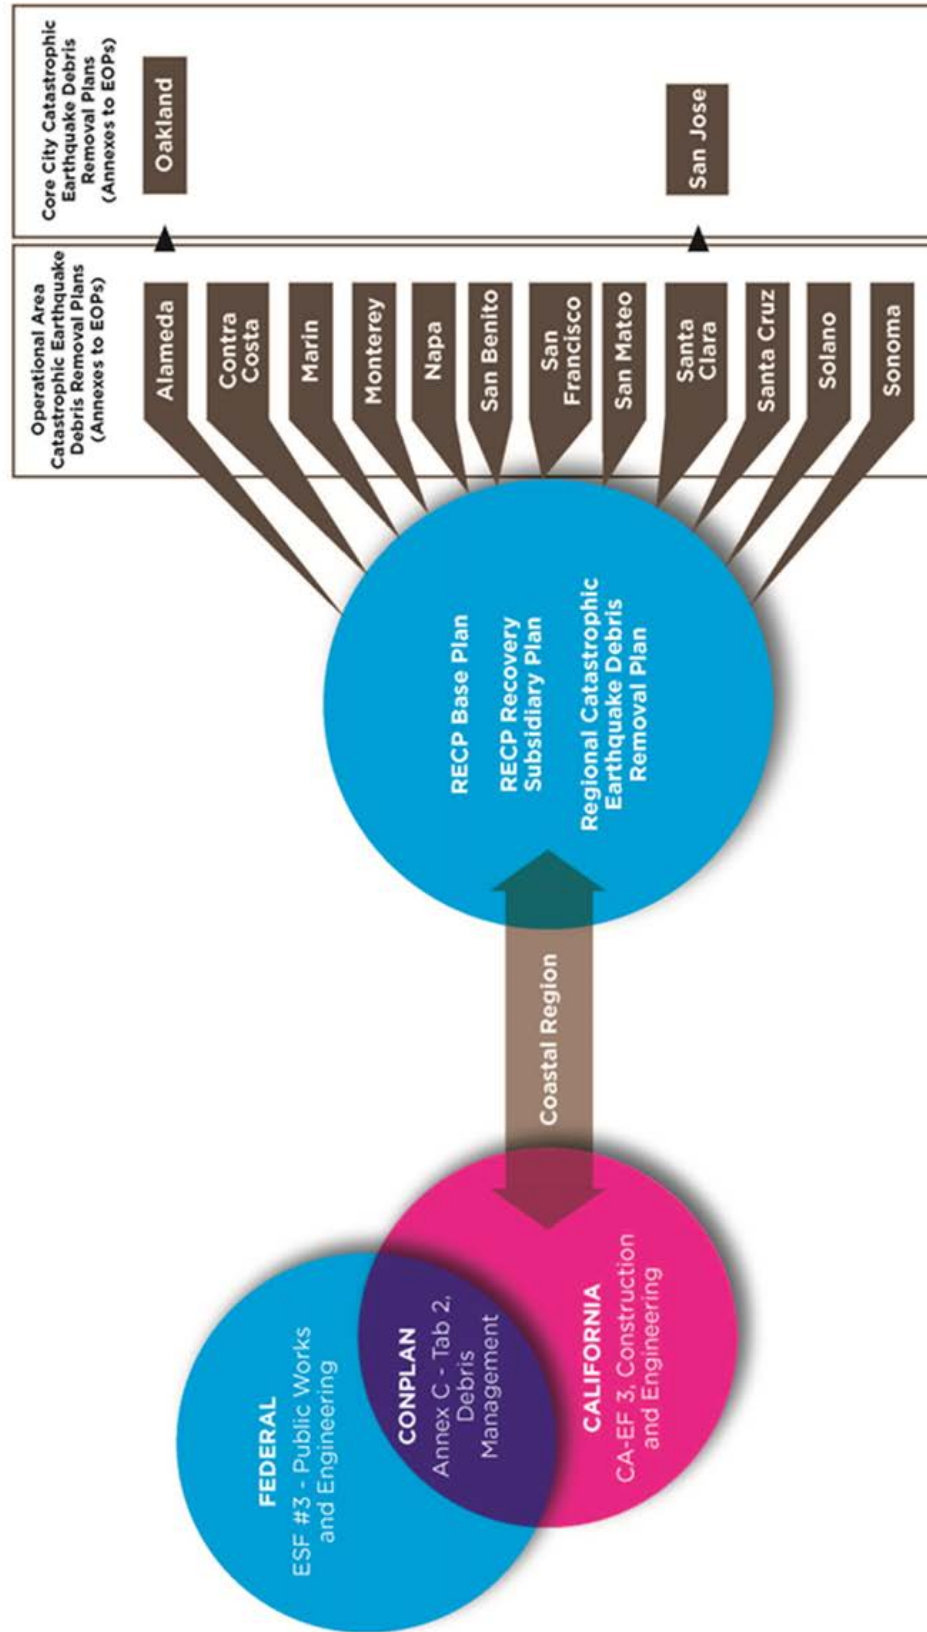 FEDERAL
ESF #3 - Public Works
and Engineering
CONPLAN
Annex C - Tab 2,
Debris
Management
CALIFORNIA
CA-EF 3, Construction
and Engineering
Coastal Region
RECP Base Plan
RECP Recovery
Subsidiary Plan
Regional Catastrophic
Earthquake Debris
Removal Plan
Operational Area
Catastrophic Earthquake
Debris Removal Plans
(Annexes to EOPs)
Alameda
Contra
Costa
Marin
Monterey
Napa
San Benito
San
Francisco
San Mateo
Santa
Clara
Santa Cruz
Solano
Sonoma
Core City Catastrophic
Earthquake Debris
Removal Plans
(Annexes to EOPs)
Oakland
San Jose